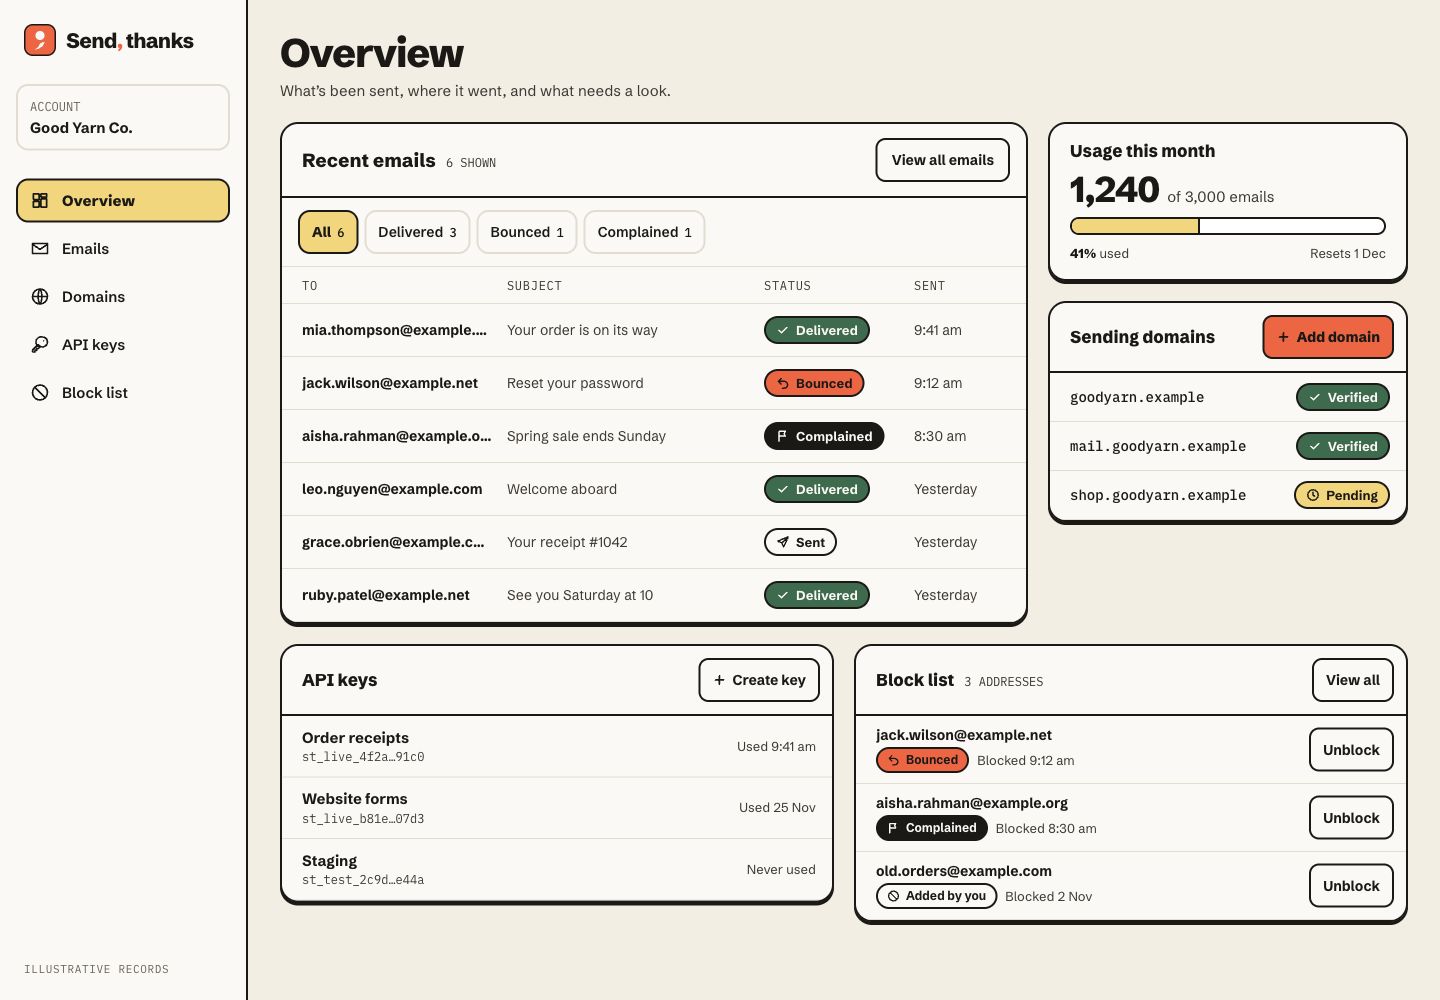 Send, thanks
ACCOUNT
Good Yarn Co.
Overview
Emails
Domains
API keys
Block list
ILLUSTRATIVE RECORDS
Overview
What's been sent, where it went, and what needs a look.
Recent emails 6 SHOWN
View all emails
All 6 Delivered 3 Bounced 1 Complained 1
TO SUBJECT STATUS SENT
mia.thompson@example.... Your order is on its way Delivered 9:41 am
jack.wilson@example.net Reset your password Bounced 9:12 am
aisha.rahman@example.o... Spring sale ends Sunday Complained 8:30 am
leo.nguyen@example.com Welcome aboard Delivered Yesterday
grace.obrien@example.c... Your receipt #1042 Sent Yesterday
ruby.patel@example.net See you Saturday at 10 Delivered Yesterday
Usage this month
1,240 of 3,000 emails
41% used Resets 1 Dec
Sending domains + Add domain
goodyarn.example Verified
mail.goodyarn.example Verified
shop.goodyarn.example Pending
API keys + Create key
Order receipts
st_live_4f2a…91c0
Used 9:41 am
Website forms
st_live_b81e…07d3
Used 25 Nov
Staging
st_test_2c9d…e44a
Never used
Block list 3 ADDRESSES View all
jack.wilson@example.net
Bounced Blocked 9:12 am
Unblock
aisha.rahman@example.org
Complained Blocked 8:30 am
Unblock
old.orders@example.com
Added by you Blocked 2 Nov
Unblock